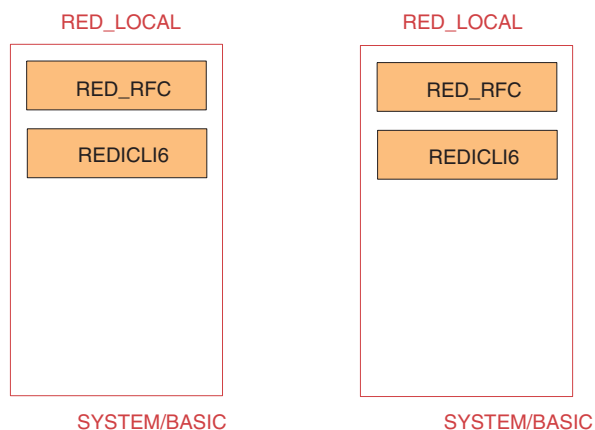 RED_LOCAL
RED_RFC
REDICLI6
SYSTEM/BASIC
RED_LOCAL
RED_RFC
REDICLI6
SYSTEM/BASIC